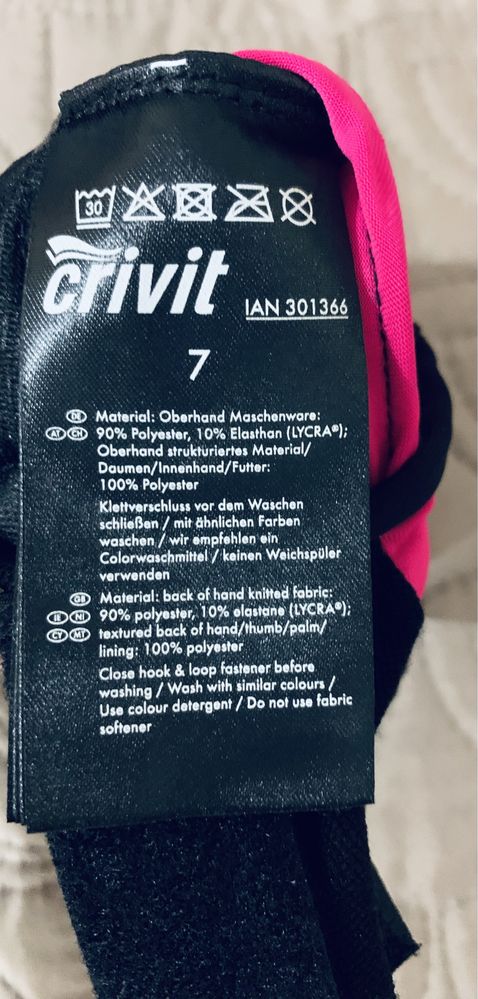 30
crivit
IAN 301366
7
DE Material: Oberhand Maschenware:
AT CH 90% Polyester, 10% Elasthan (LYCRA®);
Oberhand strukturiertes Material/
Daumen/Innenhand/Futter:
100% Polyester
Klettverschluss vor dem Waschen
schließen / mit ähnlichen Farben
waschen / wir empfehlen ein
Colorwaschmittel / keinen Weichspüler
verwenden
GB Material: back of hand knitted fabric:
IE NI 90% polyester, 10% elastane (LYCRA®);
CY MT textured back of hand/thumb/palm/
lining: 100% polyester
Close hook & loop fastener before
washing / Wash with similar colours /
Use colour detergent / Do not use fabric
softener